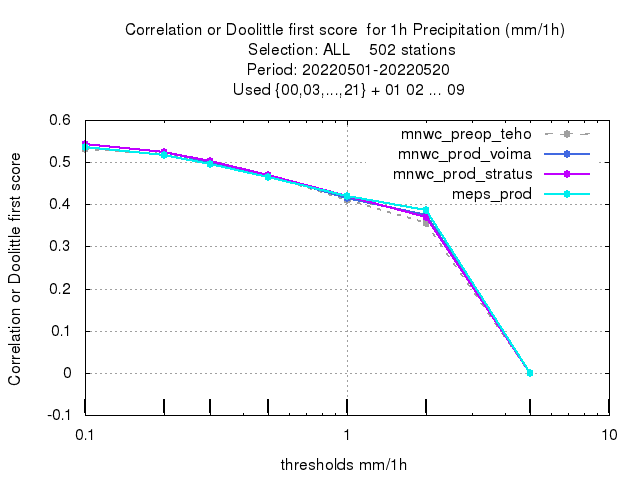 Correlation or Doolittle first score  for 1h Precipitation (mm/1h)
Selection: ALL    502 stations
Period: 20220501-20220520
Used {00,03,...,21} + 01 02 ... 09
mnwc_preop_teho
mnwc_prod_voima
mnwc_prod_stratus
meps_prod
Correlation or Doolittle first score
0.6
0.5
0.4
0.3
0.2
0.1
0
-0.1
0.1
1
10
thresholds mm/1h